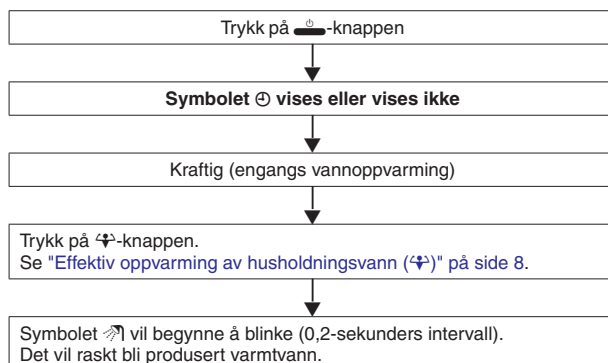 Trykk på -knappen
Symbolet vises eller vises ikke
Kraftig (engangs vannoppvarming)
Trykk på -knappen.
Se "Effektiv oppvarming av husholdningsvann ()" på side 8.
Symbolet vil begynne å blinke (0,2-sekunders intervall).
Det vil raskt bli produsert varmtvann.